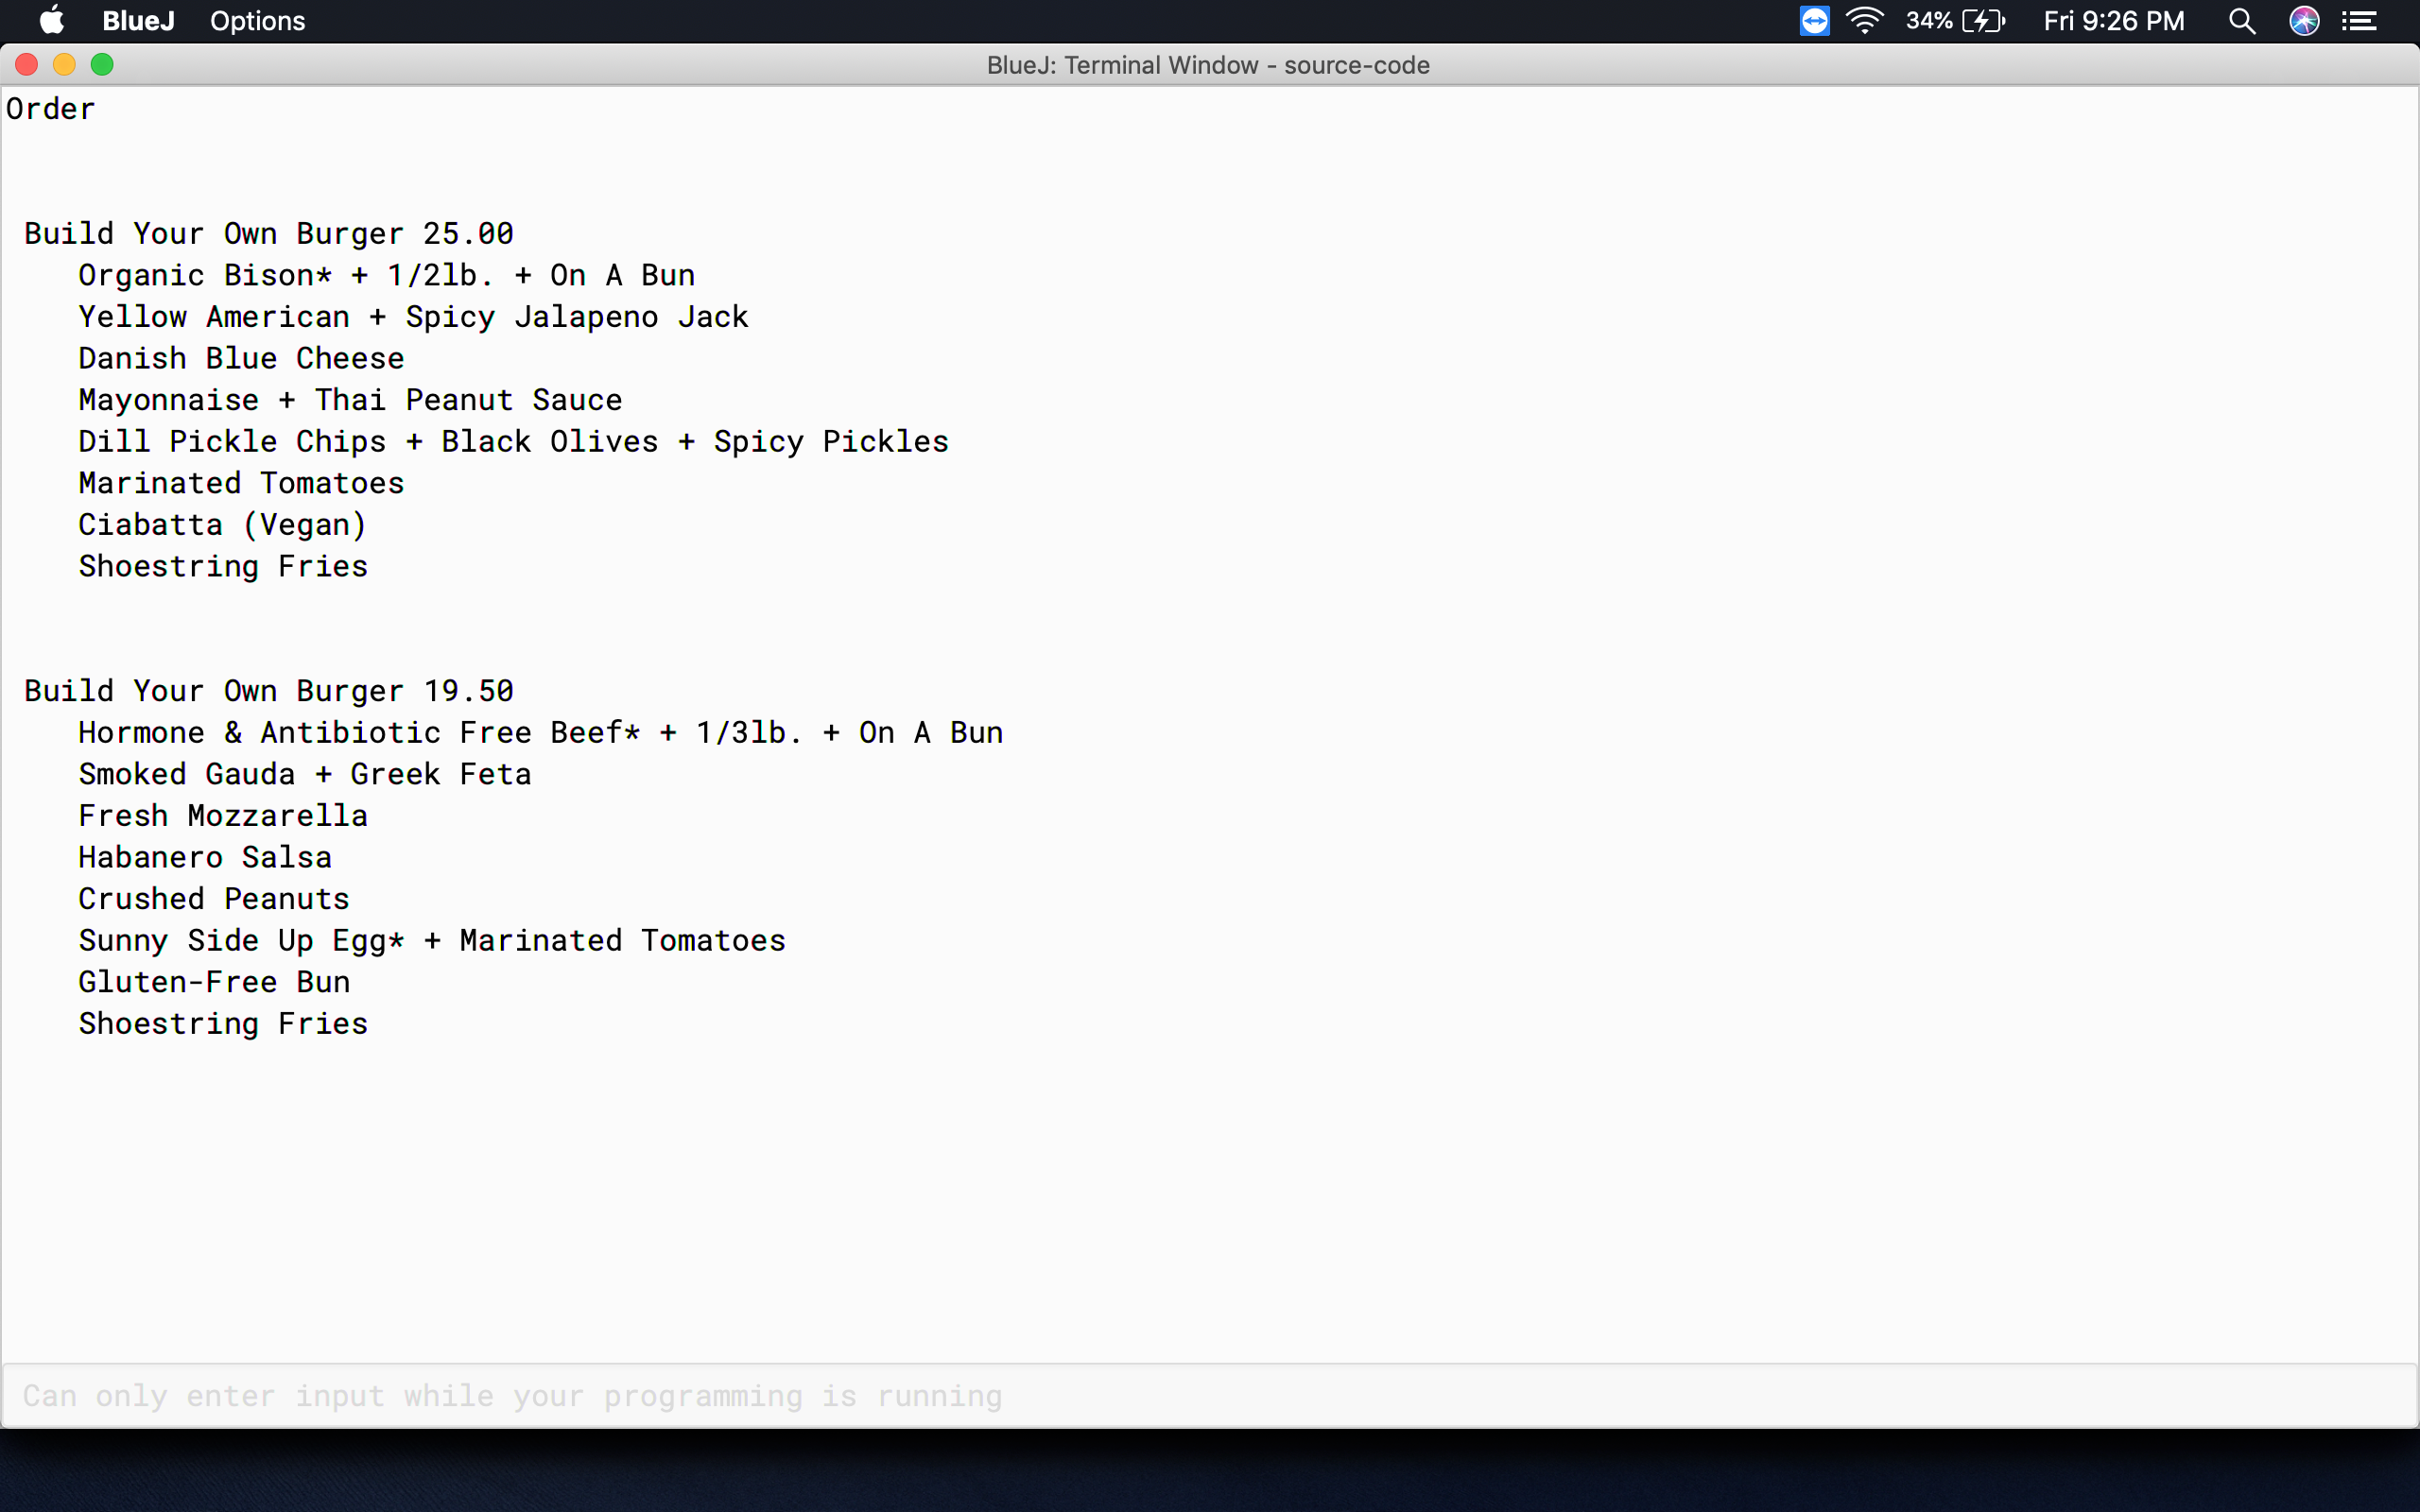 BlueJ Options 34% Fri 9:26 PM
BlueJ: Terminal Window - source-code
Order
Build Your Own Burger 25.00
Organic Bison* + 1/2lb. + On A Bun
Yellow American + Spicy Jalapeno Jack
Danish Blue Cheese
Mayonnaise + Thai Peanut Sauce
Dill Pickle Chips + Black Olives + Spicy Pickles
Marinated Tomatoes
Ciabatta (Vegan)
Shoestring Fries
Build Your Own Burger 19.50
Hormone & Antibiotic Free Beef* + 1/3lb. + On A Bun
Smoked Gauda + Greek Feta
Fresh Mozzarella
Habanero Salsa
Crushed Peanuts
Sunny Side Up Egg* + Marinated Tomatoes
Gluten-Free Bun
Shoestring Fries
Can only enter input while your programming is running